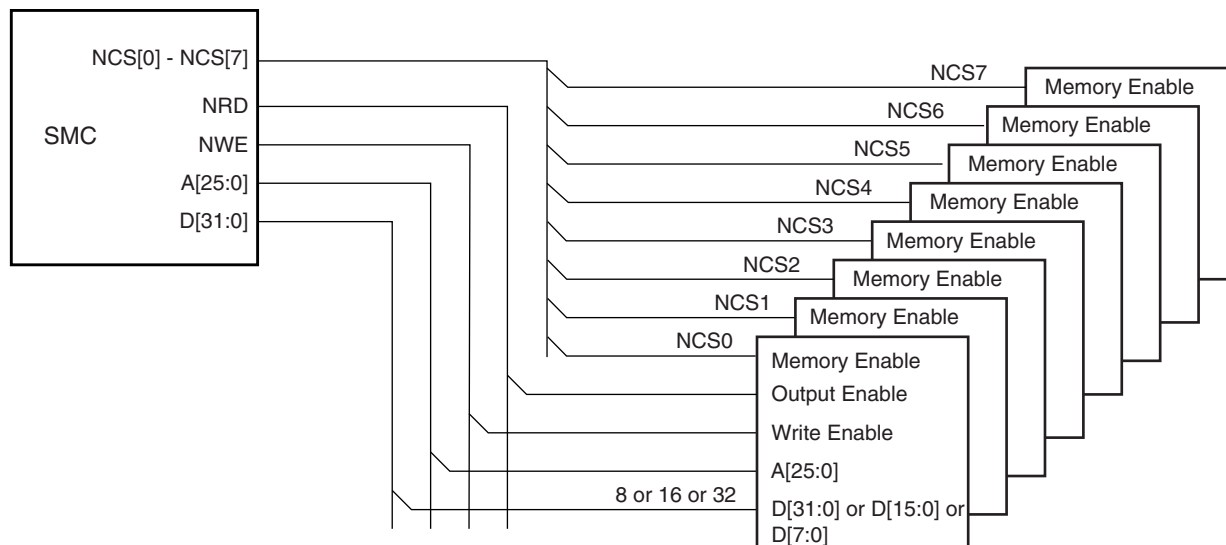 NCS[0] - NCS[7]
NRD
SMC
NWE
A[25:0]
D[31:0]
NCS7
Memory Enable
NCS6
Memory Enable
NCS5
Memory Enable
NCS4
Memory Enable
NCS3
Memory Enable
NCS2
Memory Enable
NCS1
Memory Enable
NCS0
Memory Enable
Output Enable
Write Enable
A[25:0]
8 or 16 or 32
D[31:0] or D[15:0] or
D[7:0]